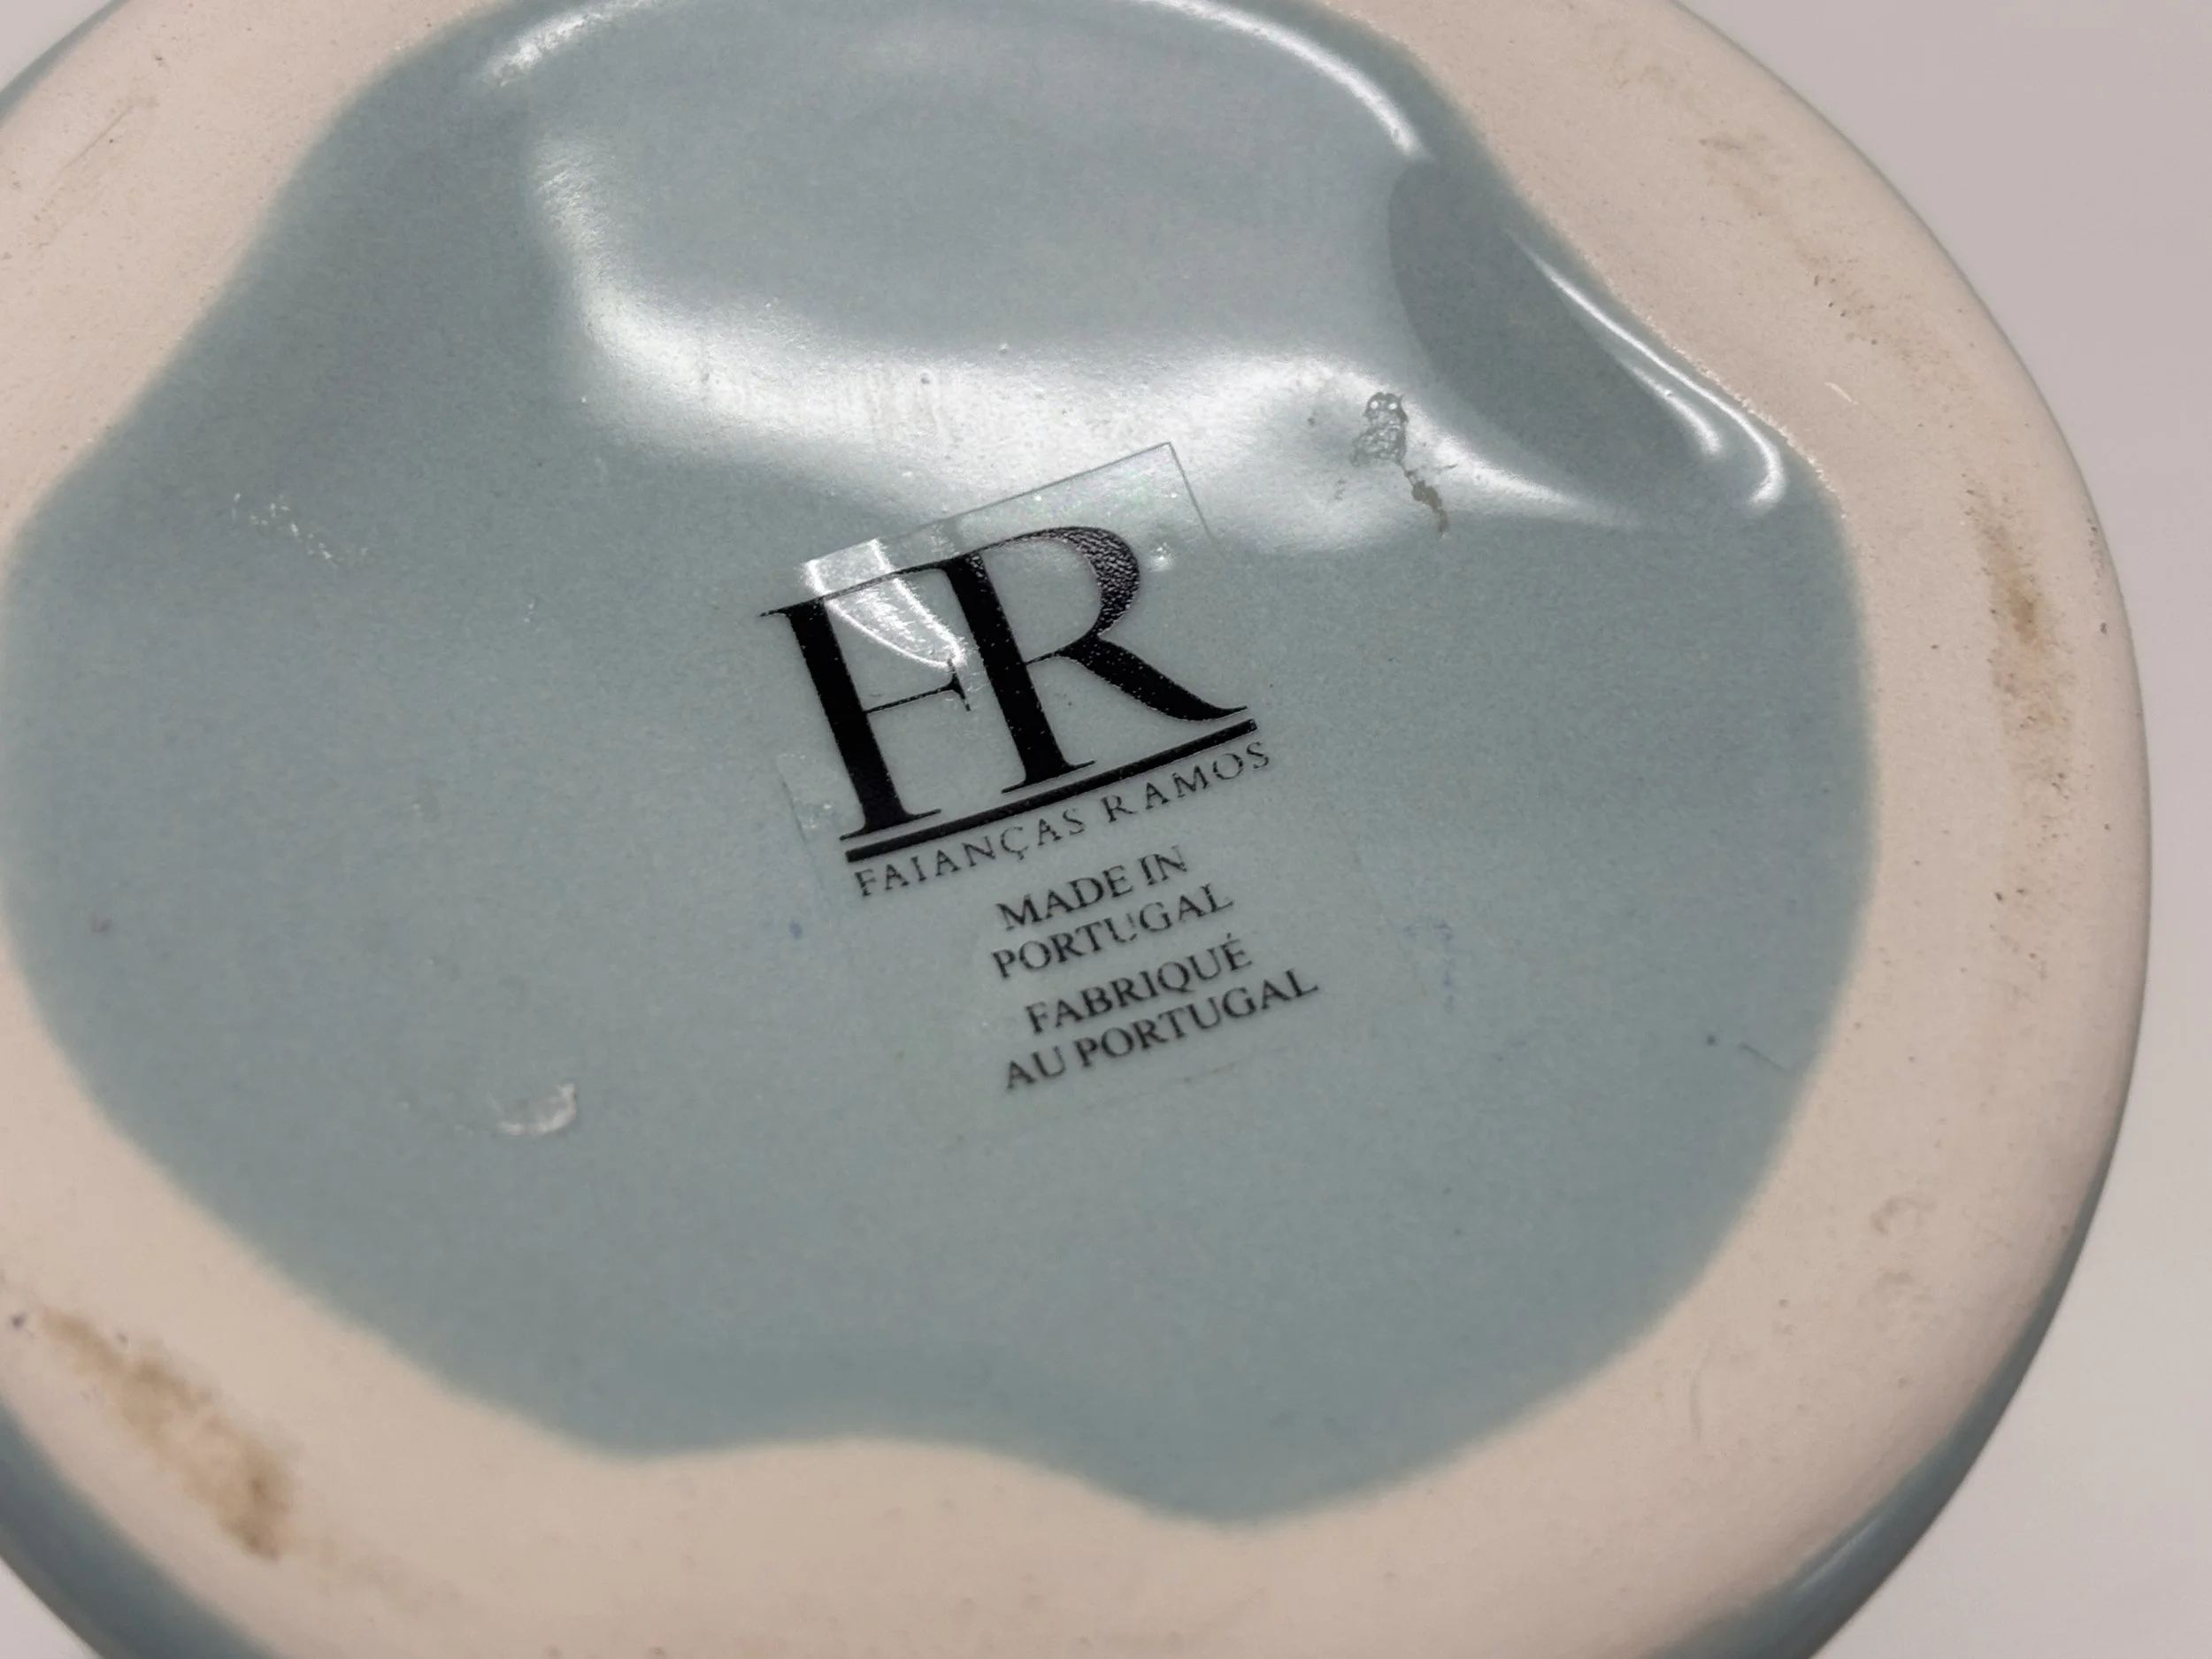 FR
FAIANÇAS RAMOS
MADE IN
PORTUGAL
FABRIQUÉ
AU PORTUGAL